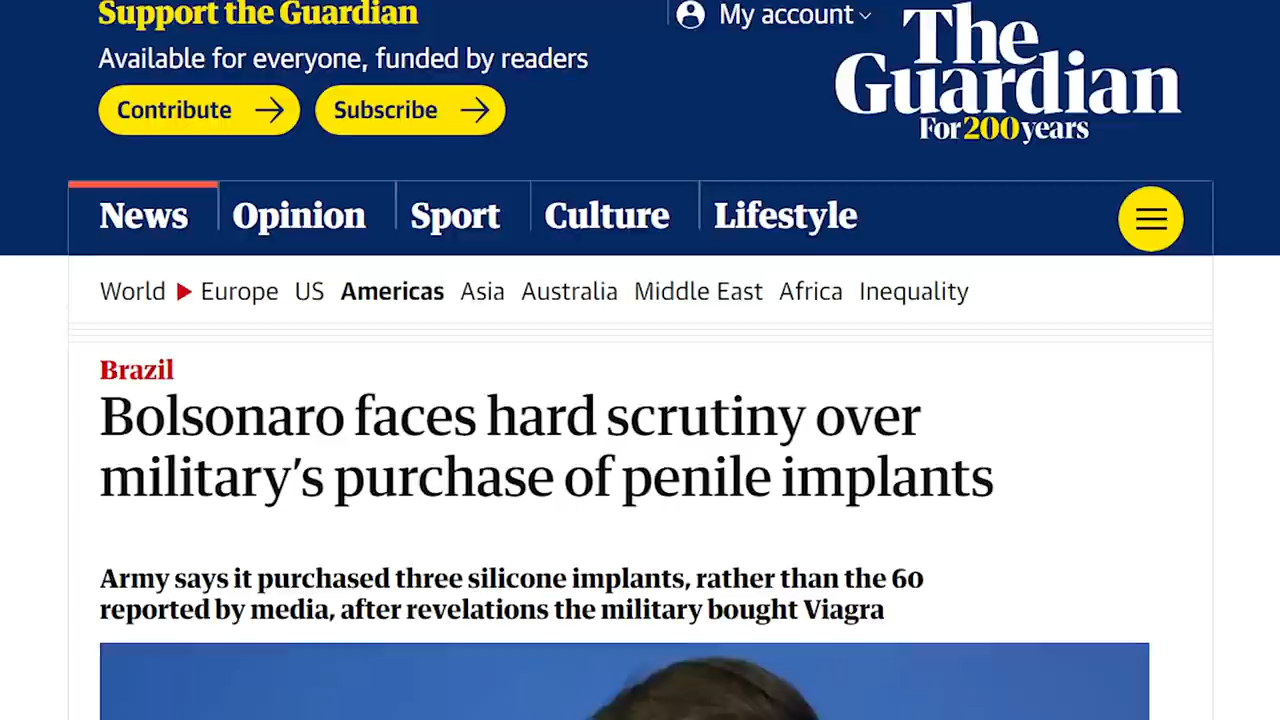 Support the Guardian
Available for everyone, funded by readers
Contribute
Subscribe
My account
The
Guardian
For 200 years
News
Opinion
Sport
Culture
Lifestyle
World
Europe
US
Americas
Asia
Australia
Middle East
Africa
Inequality
Brazil
Bolsonaro faces hard scrutiny over
military’s purchase of penile implants
Army says it purchased three silicone implants, rather than the 60
reported by media, after revelations the military bought Viagra